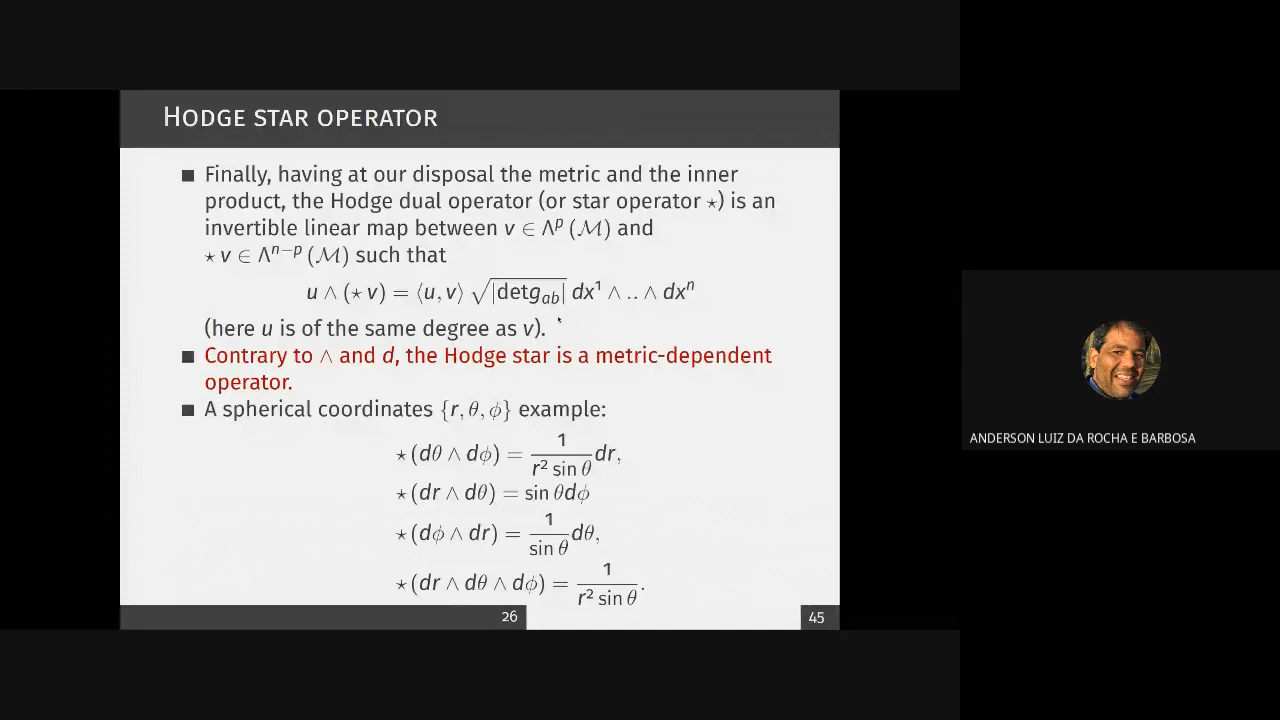 HODGE STAR OPERATOR
■ Finally, having at our disposal the metric and the inner
product, the Hodge dual operator (or star operator ⋆) is an
invertible linear map between v ∈ Λ^p (ℳ) and
⋆ v ∈ Λ^{n−p} (ℳ) such that
u ∧ (⋆ v) = ⟨u, v⟩ √|detg_{ab}| dx^1 ∧ .. ∧ dx^n
(here u is of the same degree as v).
■ Contrary to ∧ and d, the Hodge star is a metric-dependent
operator.
■ A spherical coordinates {r, θ, ϕ} example:
⋆ (dθ ∧ dϕ) = 1/(r² sin θ) dr,
⋆ (dr ∧ dθ) = sin θdϕ
⋆ (dϕ ∧ dr) = 1/(sin θ) dθ,
⋆ (dr ∧ dθ ∧ dϕ) = 1/(r² sin θ).
26
45
ANDERSON LUIZ DA ROCHA E BARBOSA